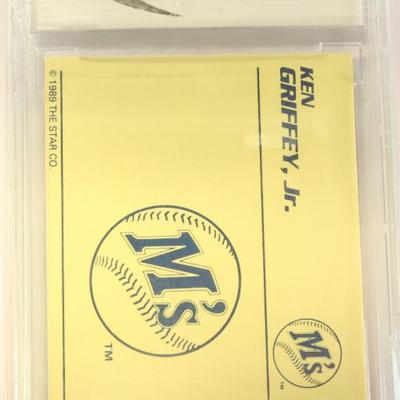 KEN
GRIFFEY, Jr.
M's
TM
M's
TM
© 1989 THE STAR CO.